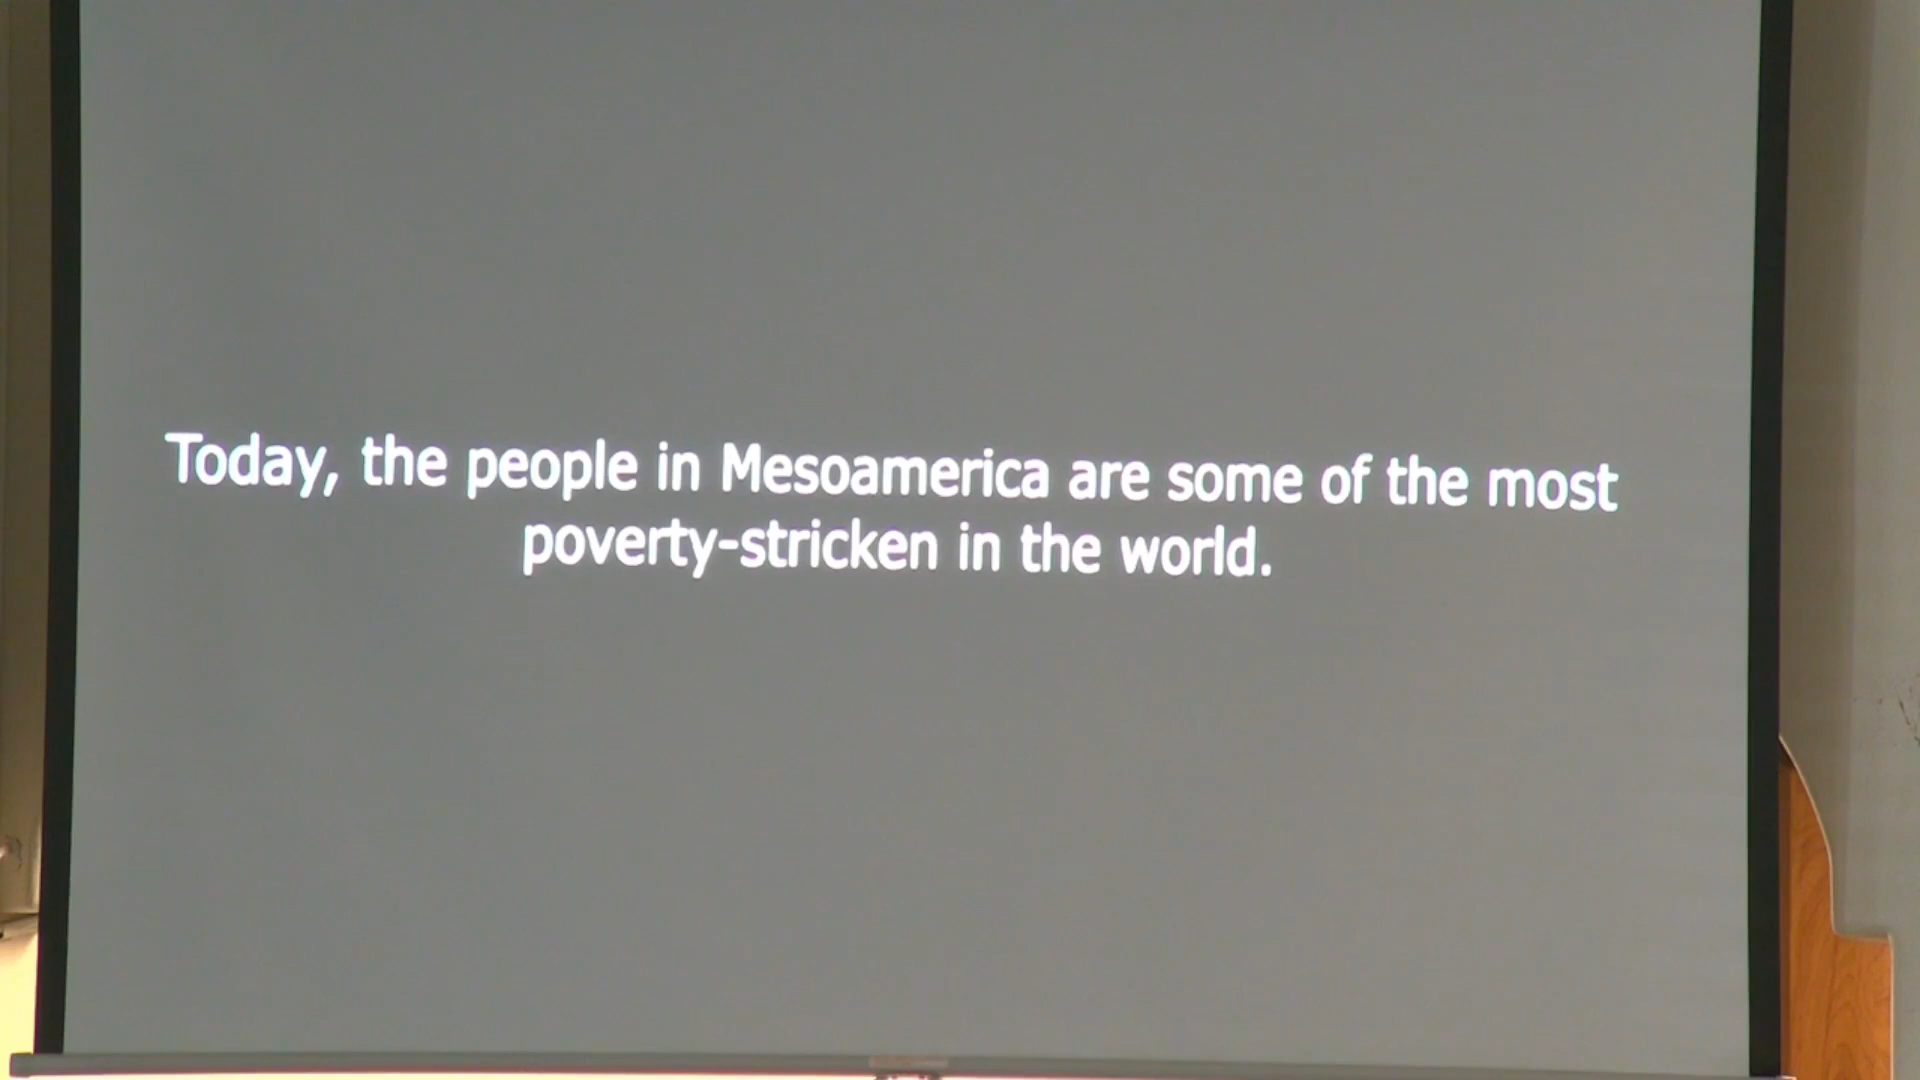 Today, the people in Mesoamerica are some of the most
poverty-stricken in the world.